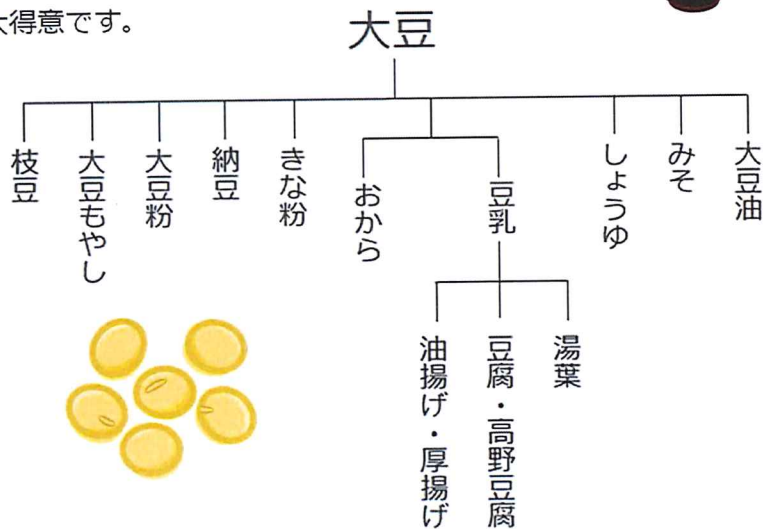 大得意です。
大豆
大豆油
みそ
しょうゆ
豆乳
おから
きな粉
納豆
大豆粉
大豆もやし
枝豆
湯葉
豆腐・高野豆腐
油揚げ・厚揚げ